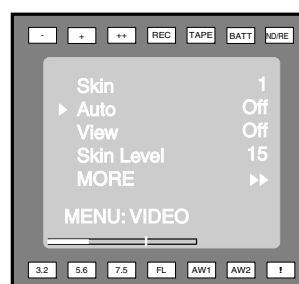 - + ++ REC TAPE BATT ND/RE
Skin 1
Auto Off
View Off
Skin Level 15
MORE
MENU: VIDEO
3.2 5.6 7.5 FL AW1 AW2 !